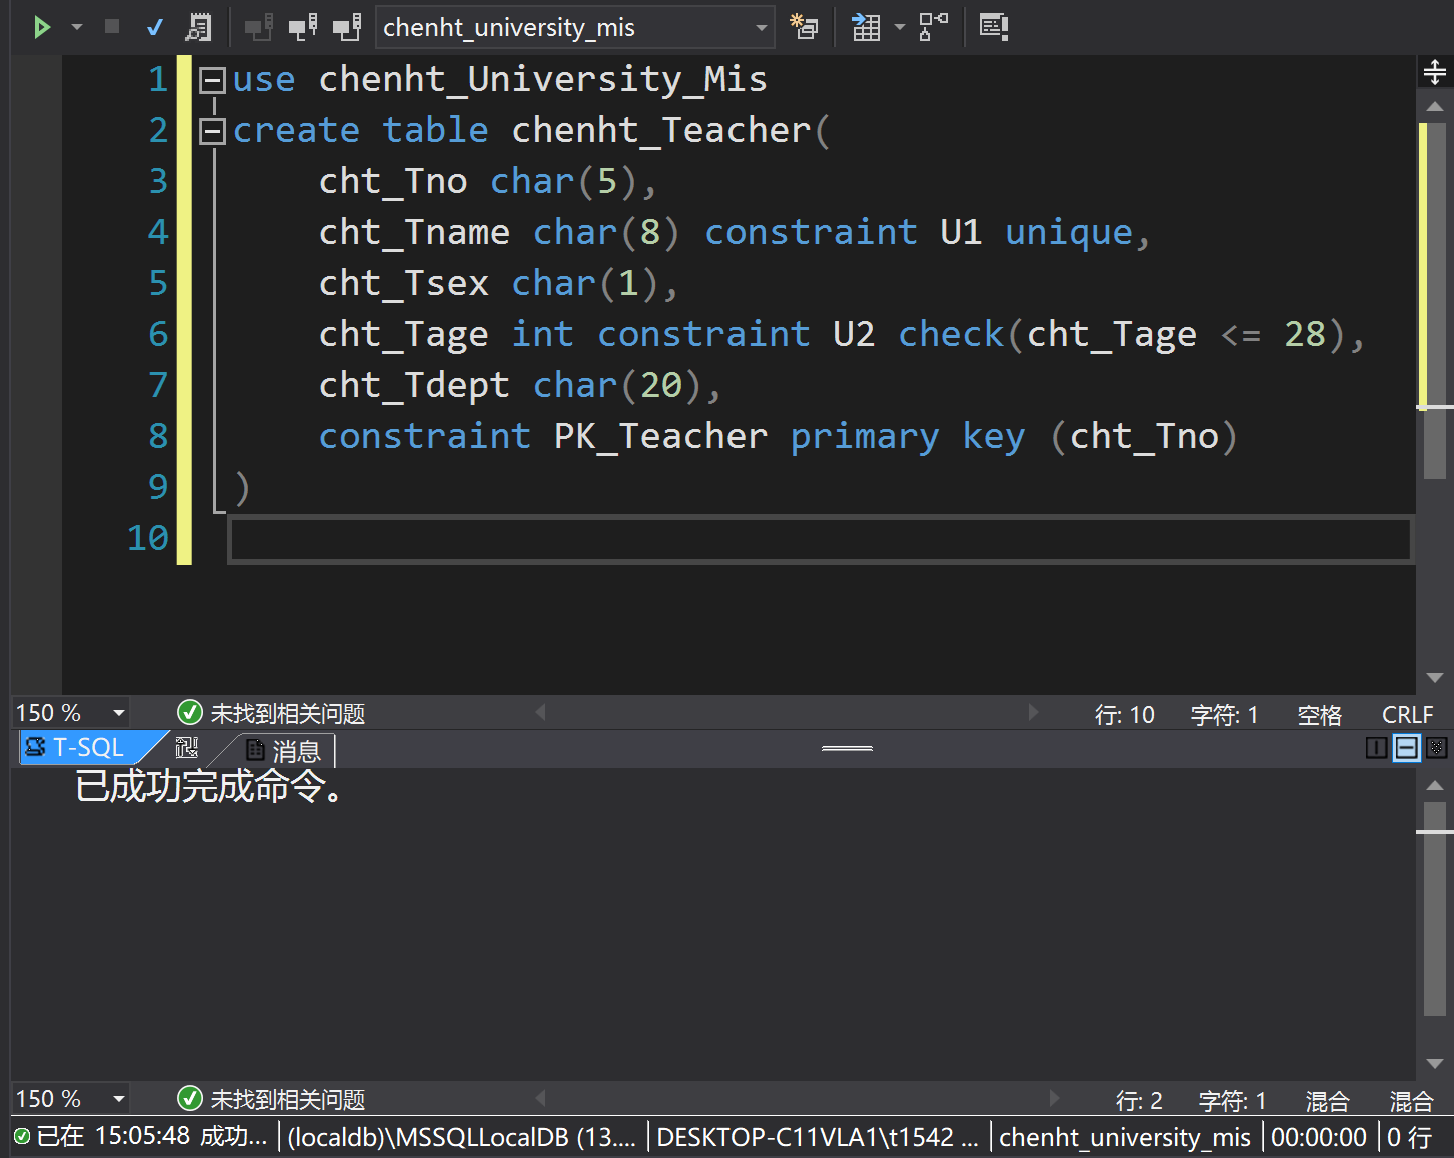 chenht_university_mis
1 use chenht_University_Mis
2 create table chenht_Teacher(
3 cht_Tno char(5),
4 cht_Tname char(8) constraint U1 unique,
5 cht_Tsex char(1),
6 cht_Tage int constraint U2 check(cht_Tage <= 28),
7 cht_Tdept char(20),
8 constraint PK_Teacher primary key (cht_Tno)
9 )
10
150 % 未找到相关问题 行: 10 字符: 1 空格 CRLF
T-SQL 消息
已成功完成命令。
150 % 未找到相关问题 行: 2 字符: 1 混合 混合
已在 15:05:48 成功... (localdb)\MSSQLLocalDB (13.... DESKTOP-C11VLA1\t1542 ... chenht_university_mis 00:00:00 0 行